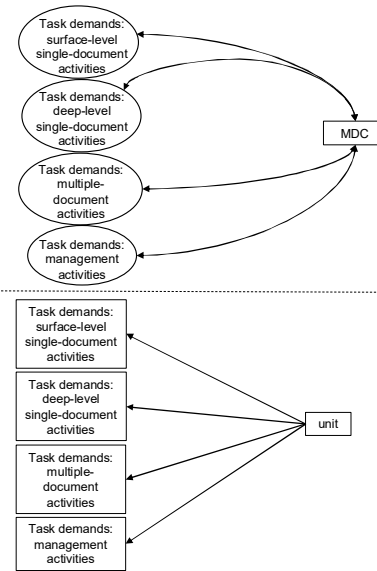 Task demands:
surface-level
single-document
activities
Task demands:
deep-level
single-document
activities
MDC
Task demands:
multiple-
document
activities
Task demands:
management
activities
Task demands:
surface-level
single-document
activities
Task demands:
deep-level
single-document
activities
unit
Task demands:
multiple-
document
activities
Task demands:
management
activities